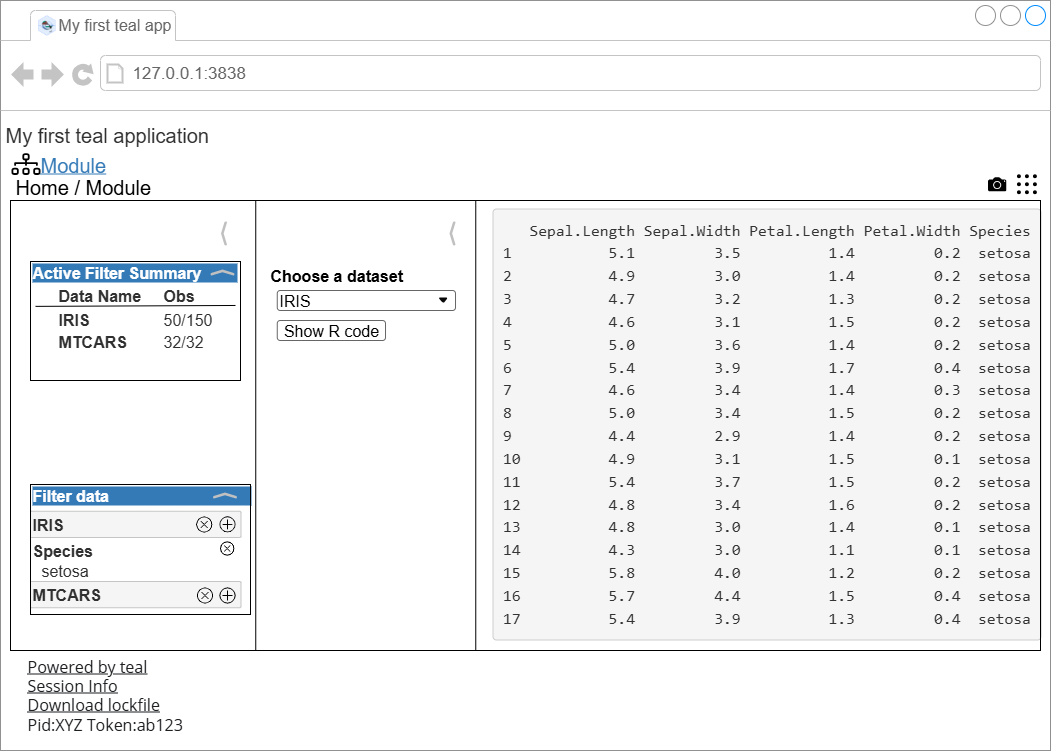 My first teal app
127.0.0.1:3838
My first teal application
Module
Home / Module
Active Filter Summary
Data Name Obs
IRIS 50/150
MTCARS 32/32
Filter data
IRIS
Species
setosa
MTCARS
Choose a dataset
IRIS
Show R code
Sepal.Length Sepal.Width Petal.Length Petal.Width Species
1 5.1 3.5 1.4 0.2 setosa
2 4.9 3.0 1.4 0.2 setosa
3 4.7 3.2 1.3 0.2 setosa
4 4.6 3.1 1.5 0.2 setosa
5 5.0 3.6 1.4 0.2 setosa
6 5.4 3.9 1.7 0.4 setosa
7 4.6 3.4 1.4 0.3 setosa
8 5.0 3.4 1.5 0.2 setosa
9 4.4 2.9 1.4 0.2 setosa
10 4.9 3.1 1.5 0.1 setosa
11 5.4 3.7 1.5 0.2 setosa
12 4.8 3.4 1.6 0.2 setosa
13 4.8 3.0 1.4 0.1 setosa
14 4.3 3.0 1.1 0.1 setosa
15 5.8 4.0 1.2 0.2 setosa
16 5.7 4.4 1.5 0.4 setosa
17 5.4 3.9 1.3 0.4 setosa
Powered by teal
Session Info
Download lockfile
Pid:XYZ Token:ab123